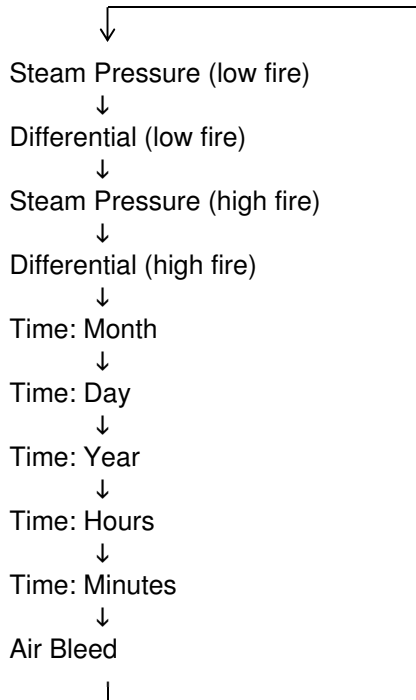 Steam Pressure (low fire)
↓
Differential (low fire)
↓
Steam Pressure (high fire)
↓
Differential (high fire)
↓
Time: Month
↓
Time: Day
↓
Time: Year
↓
Time: Hours
↓
Time: Minutes
↓
Air Bleed